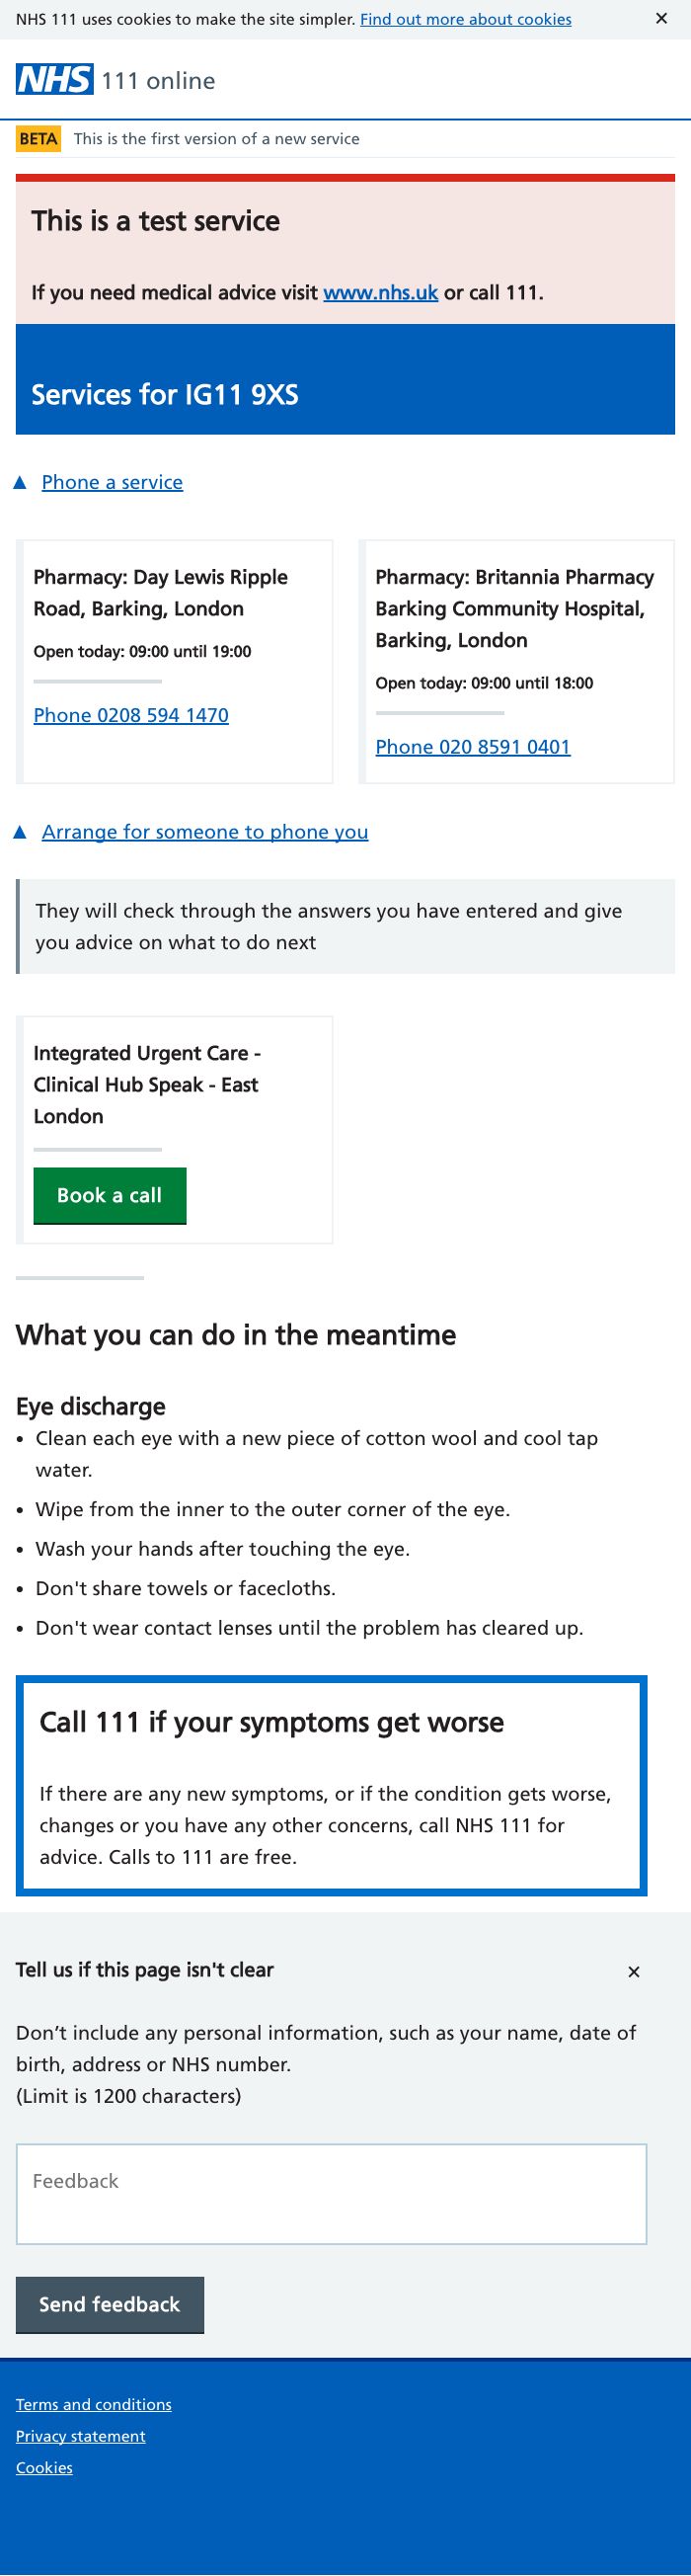 NHS 111 uses cookies to make the site simpler. Find out more about cookies ✕
NHS 111 online
BETA This is the first version of a new service
This is a test service
If you need medical advice visit www.nhs.uk or call 111.
Services for IG11 9XS
▲ Phone a service
Pharmacy: Day Lewis Ripple
Road, Barking, London
Open today: 09:00 until 19:00
Phone 0208 594 1470
Pharmacy: Britannia Pharmacy
Barking Community Hospital,
Barking, London
Open today: 09:00 until 18:00
Phone 020 8591 0401
▲ Arrange for someone to phone you
They will check through the answers you have entered and give
you advice on what to do next
Integrated Urgent Care -
Clinical Hub Speak - East
London
Book a call
What you can do in the meantime
Eye discharge
• Clean each eye with a new piece of cotton wool and cool tap
water.
• Wipe from the inner to the outer corner of the eye.
• Wash your hands after touching the eye.
• Don't share towels or facecloths.
• Don't wear contact lenses until the problem has cleared up.
Call 111 if your symptoms get worse
If there are any new symptoms, or if the condition gets worse,
changes or you have any other concerns, call NHS 111 for
advice. Calls to 111 are free.
Tell us if this page isn't clear ✕
Don’t include any personal information, such as your name, date of
birth, address or NHS number.
(Limit is 1200 characters)
Feedback
Send feedback
Terms and conditions
Privacy statement
Cookies